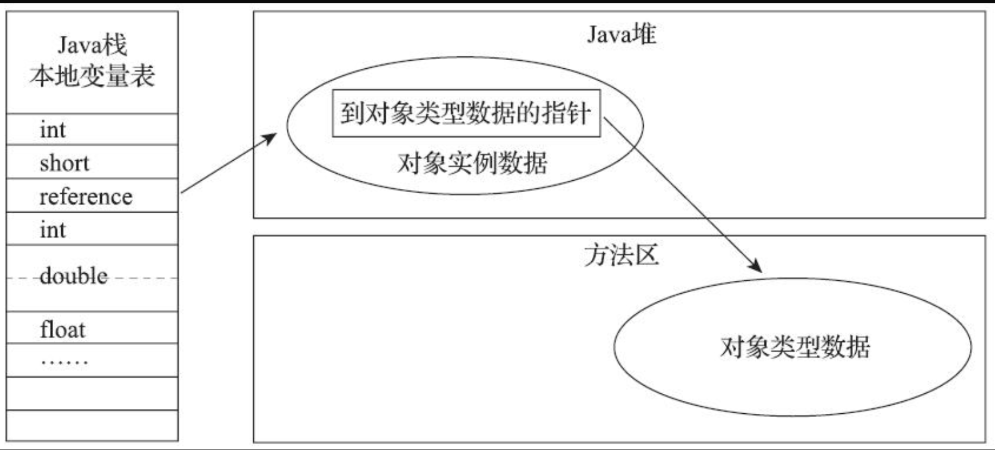 Java栈
本地变量表
int
short
reference
int
double
float
……
Java堆
到对象类型数据的指针
对象实例数据
方法区
对象类型数据